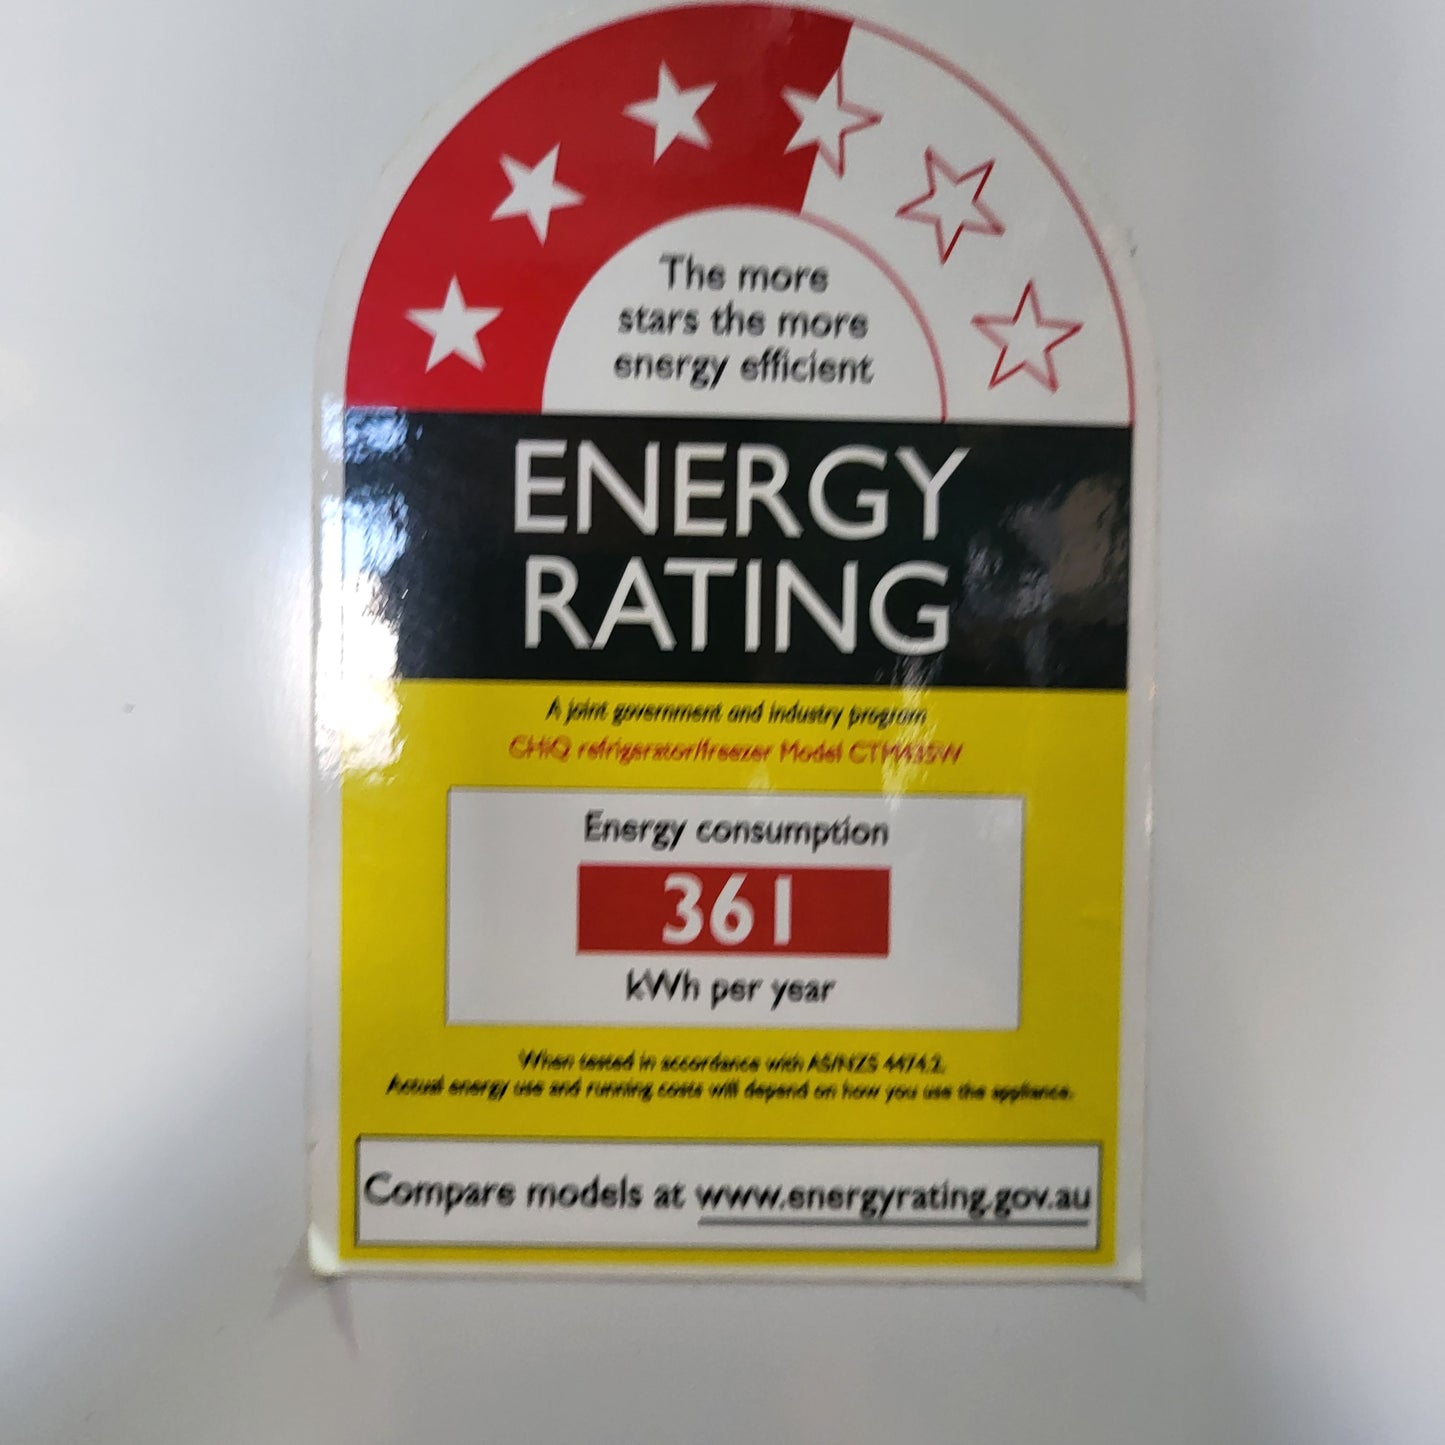 The more
stars the more
energy efficient
ENERGY
RATING
A joint government and industry program
CHiQ refrigerator/freezer Model
Energy consumption
361
kWh per year
When tested in accordance with AS/NZS 4474.2.
Actual energy use and running costs will depend on how you use the appliance.
Compare models at www.energyrating.gov.au